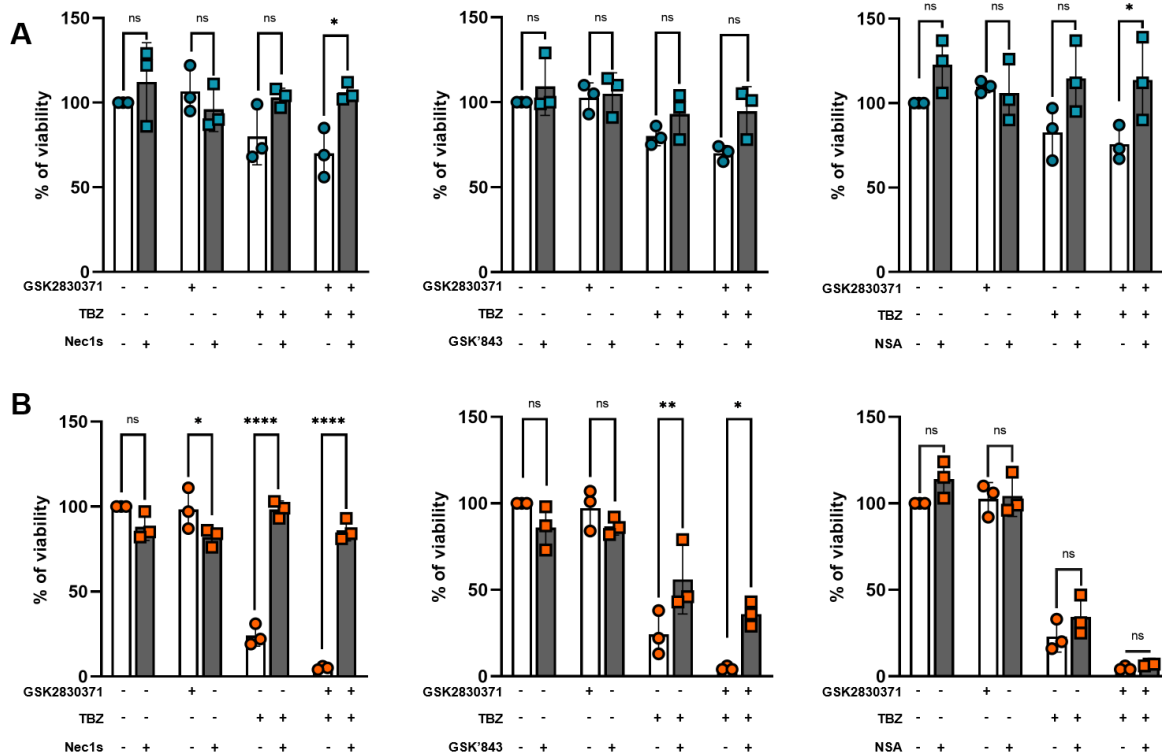 A
% of viability
150
100
50
0
ns
ns
ns
*
GSK2830371 - - + + - - + +
TBZ - - - - + + + +
Nec1s - + - + - + - +
% of viability
150
100
50
0
ns
ns
ns
ns
GSK2830371 - - + - - - + +
TBZ - - - - + + + +
GSK'843 - + - + - + - +
% of viability
150
100
50
0
ns
ns
ns
*
GSK2830371 - - + - - - + +
TBZ - - - - + + + +
NSA - + - + - + - +
B
% of viability
150
100
50
0
ns
*
****
****
GSK2830371 - - + - - - + +
TBZ - - - - + + + +
Nec1s - + - + - + - +
% of viability
150
100
50
0
ns
ns
**
*
GSK2830371 - - + - - - + +
TBZ - - - - + + + +
GSK'843 - + - + - + - +
% of viability
150
100
50
0
ns
ns
ns
ns
GSK2830371 - - + - - - + +
TBZ - - - - + + + +
NSA - + - + - + - +